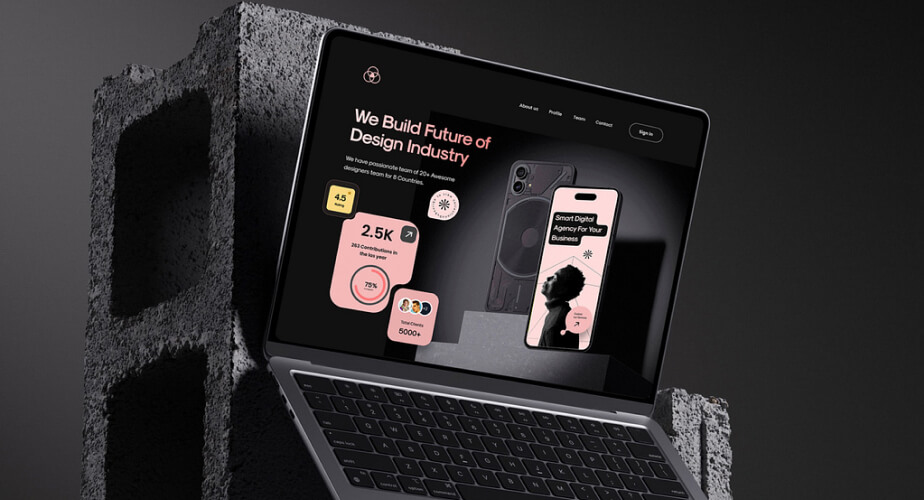 About us
Profile
Team
Contact
Sign in
We Build Future of
Design Industry
We have passionate team of 20+ Awesome
designers team for 8 Countries.
4.5
Rating
2.5K
263 Contributions in
the las year
75%
Total Clients
5000+
Smart Digital
Agency For Your
Business